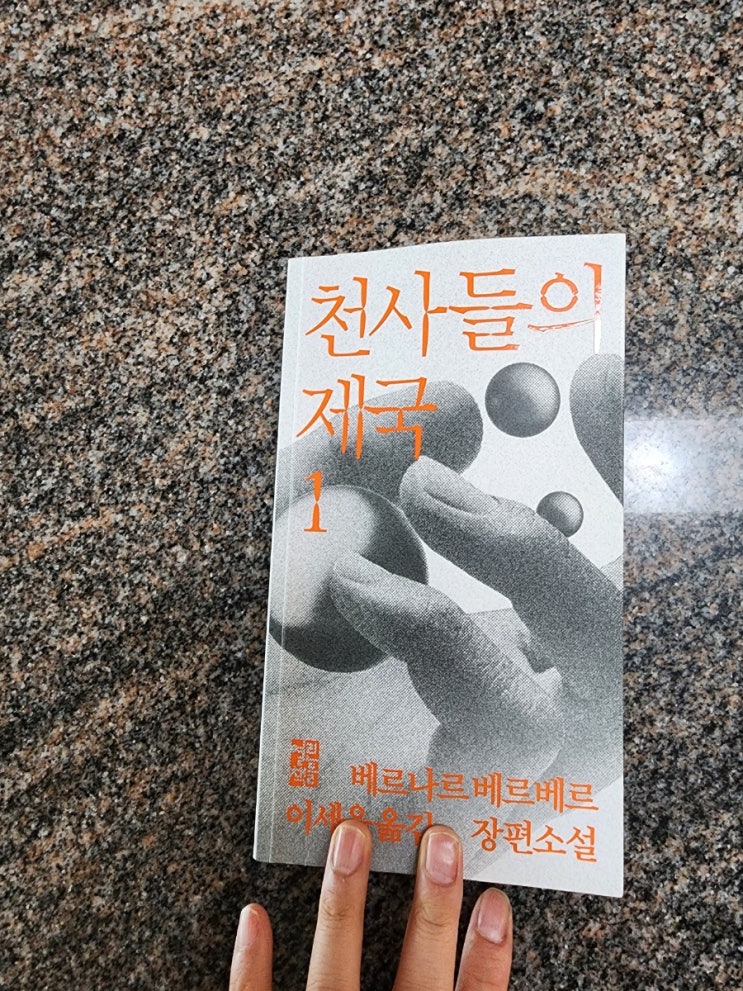 천사들의
제국
1
베르나르 베르베르
이세욱 옮김 장편소설